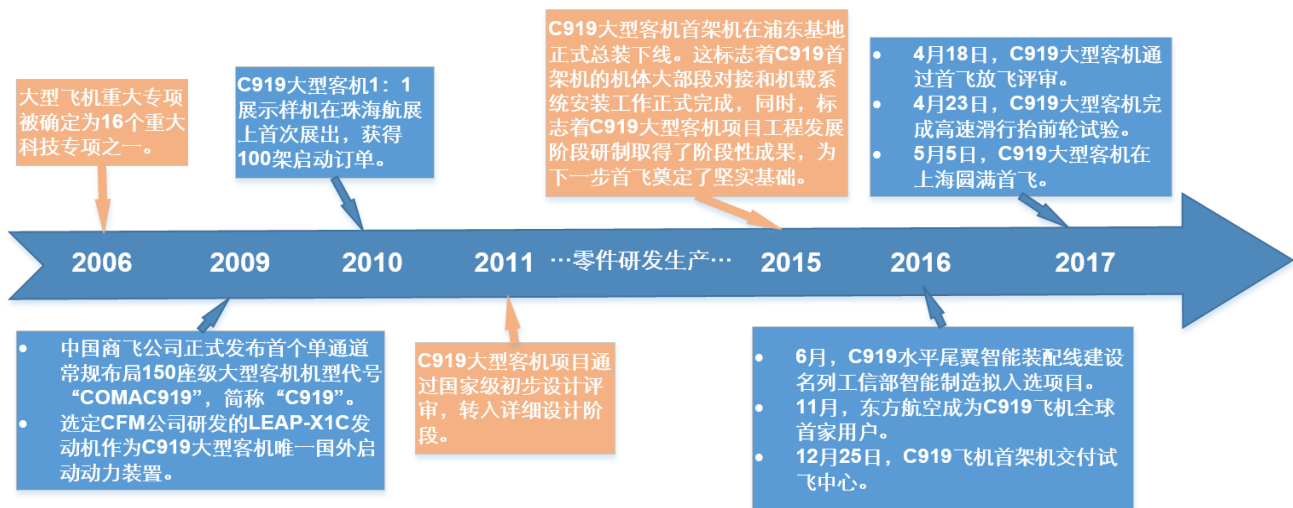 大型飞机重大专项
被确定为16个重大
科技专项之一。
C919大型客机1：1
展示样机在珠海航展
上首次展出，获得
100架启动订单。
C919大型客机首架机在浦东基地
正式总装下线。这标志着C919首
架机的机体大部段对接和机载系
统安装工作正式完成，同时，标
志着C919大型客机项目工程发展
阶段研制取得了阶段性成果，为
下一步首飞奠定了坚实基础。
• 4月18日，C919大型客机通
过首飞放飞评审。
• 4月23日，C919大型客机完
成高速滑行抬前轮试验。
• 5月5日，C919大型客机在
上海圆满首飞。
2006 2009 2010 2011 …零件研发生产… 2015 2016 2017
• 中国商飞公司正式发布首个单通道
常规布局150座级大型客机机型代号
“COMAC919”，简称“C919”。
• 选定CFM公司研发的LEAP-X1C发
动机作为C919大型客机唯一国外启
动动力装置。
C919大型客机项目通
过国家级初步设计评
审，转入详细设计阶
段。
• 6月，C919水平尾翼智能装配线建设
名列工信部智能制造拟入选项目。
• 11月，东方航空成为C919飞机全球
首家用户。
• 12月25日，C919飞机首架机交付试
飞中心。